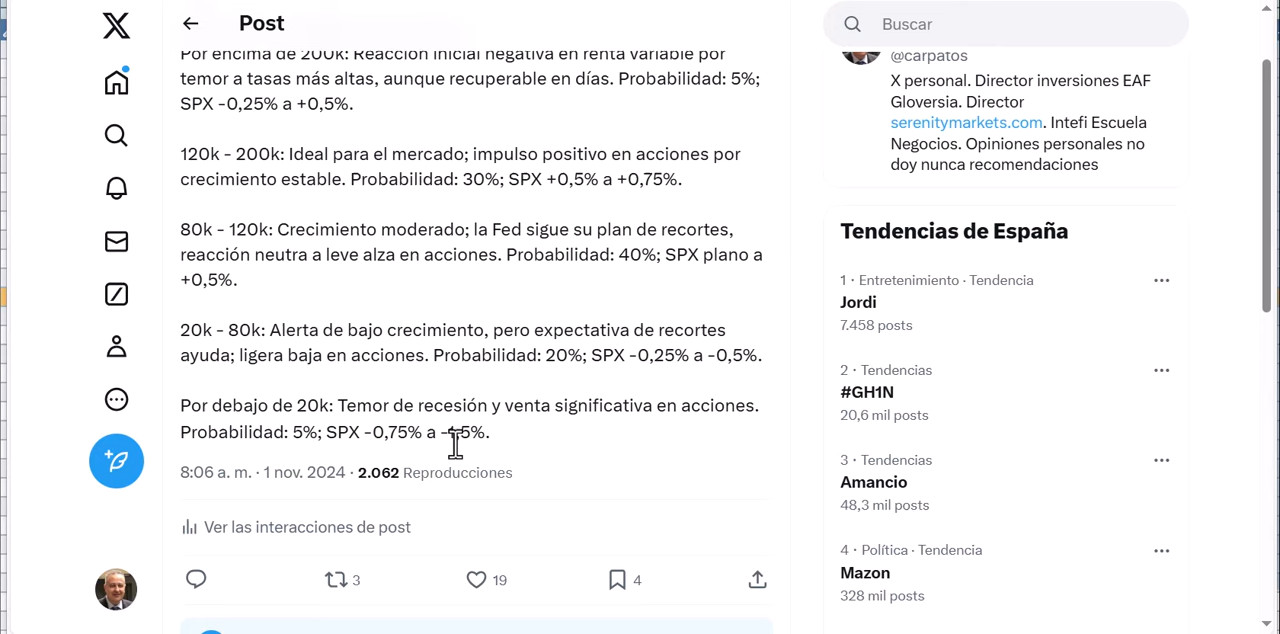 Post
Por encima de 200k: Reacción inicial negativa en renta variable por
temor a tasas más altas, aunque recuperable en días. Probabilidad: 5%;
SPX -0,25% a +0,5%.
120k - 200k: Ideal para el mercado; impulso positivo en acciones por
crecimiento estable. Probabilidad: 30%; SPX +0,5% a +0,75%.
80k - 120k: Crecimiento moderado; la Fed sigue su plan de recortes,
reacción neutra a leve alza en acciones. Probabilidad: 40%; SPX plano a
+0,5%.
20k - 80k: Alerta de bajo crecimiento, pero expectativa de recortes
ayuda; ligera baja en acciones. Probabilidad: 20%; SPX -0,25% a -0,5%.
Por debajo de 20k: Temor de recesión y venta significativa en acciones.
Probabilidad: 5%; SPX -0,75% a
8:06 a. m. · 1 nov. 2024 · 2.062 Reproducciones
Ver las interacciones de post
3
19
4
Buscar
@carpatos
X personal. Director inversiones EAF
Gloversia. Director
serenitymarkets.com. Intefi Escuela
Negocios. Opiniones personales no
doy nunca recomendaciones
Tendencias de España
1 · Entretenimiento · Tendencia
Jordi
7.458 posts
2 · Tendencias
#GH1N
20,6 mil posts
3 · Tendencias
Amancio
48,3 mil posts
4 · Política · Tendencia
Mazon
328 mil posts